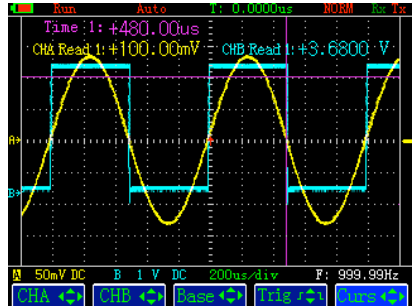 Run Auto T: 0.0000us NORM Rx Tx
Time 1: +480.00us
CHA Read 1: +100.00mV CHB Read 1: +3.6800 V
A
B
A 50mV DC B 1 V DC 200us/div F: 999.99Hz
CHA CHB Base Trig Curs